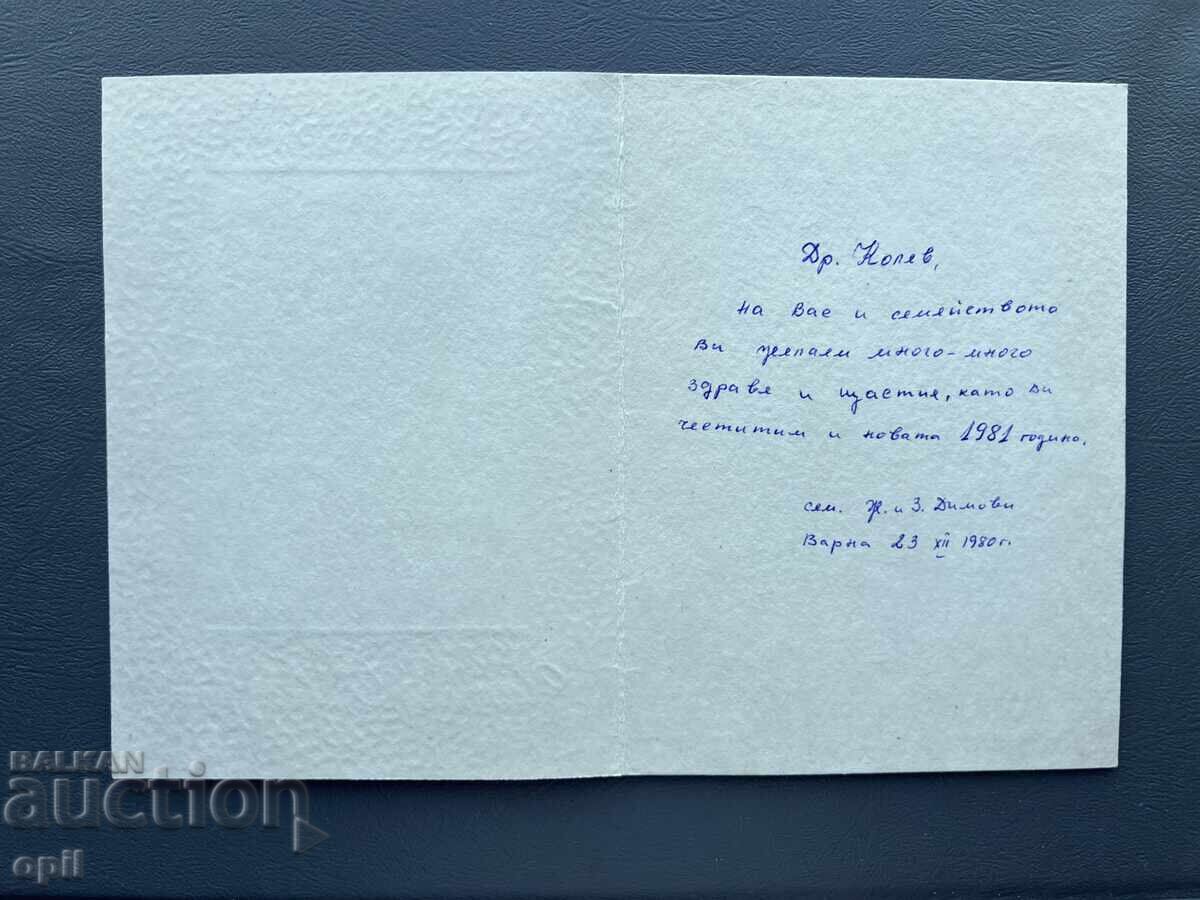 Др. Колев,
на Вас и семейството
Ви желаем много-много
здраве и щастие, като Ви
честитим и новата 1981 година.
сем. Ж. и З. Димови
Варна 23 XII 1980 г.
BALKAN
auction
opil